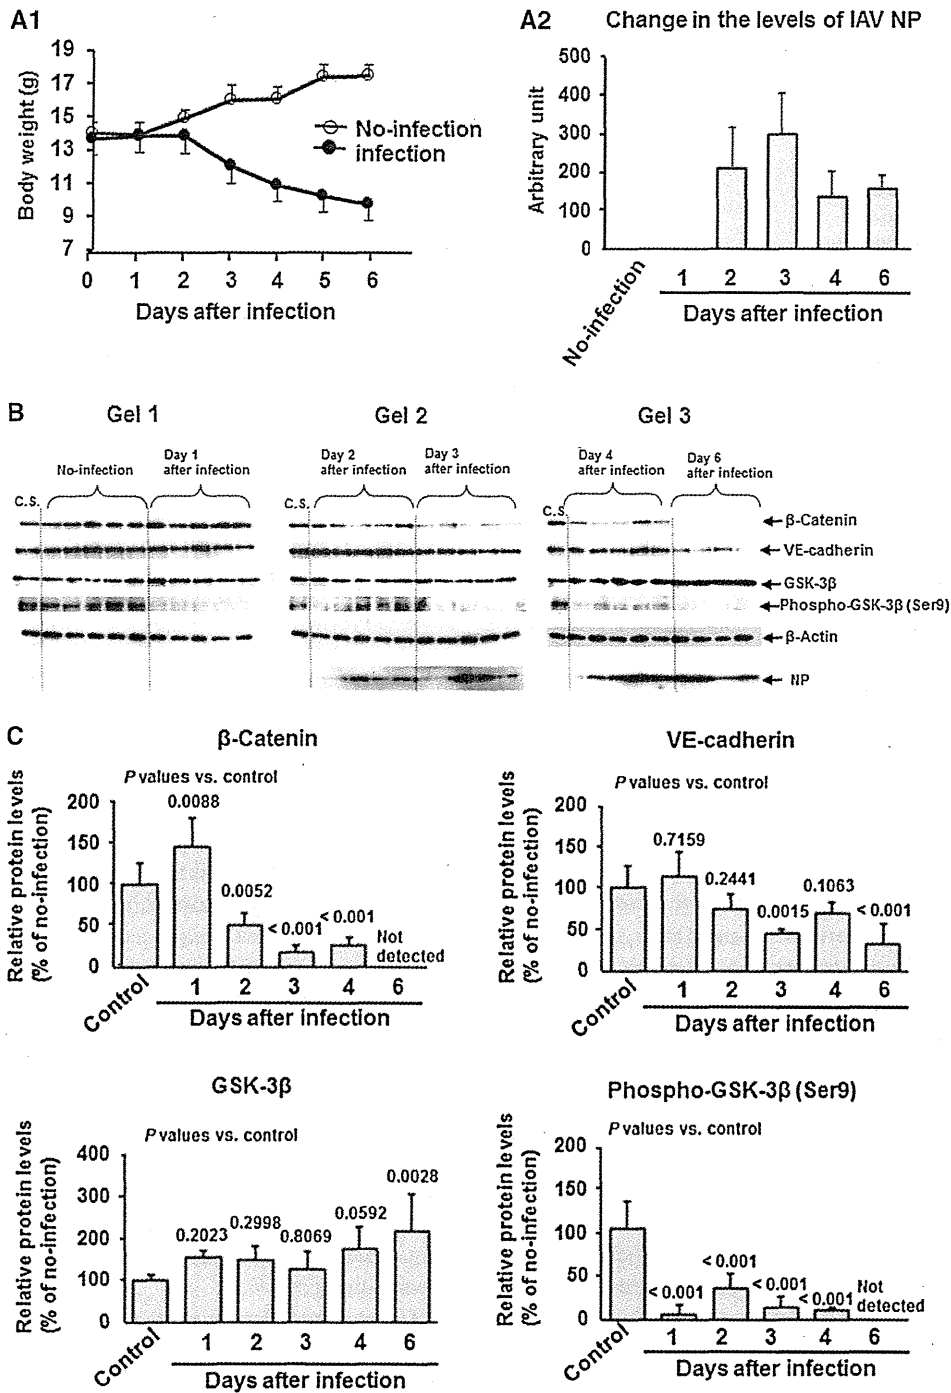 A1
19
17
15
13
11
9
7
Body weight (g)
No-infection
infection
0 1 2 3 4 5 6
Days after infection
A2
Change in the levels of IAV NP
500
400
300
200
100
0
Arbitrary unit
No-infection
1 2 3 4 6
Days after infection
B
Gel 1
Gel 2
Gel 3
C.S.
No-infection
Day 1
after infection
C.S.
Day 2
after infection
Day 3
after infection
C.S.
Day 4
after infection
Day 6
after infection
β-Catenin
VE-cadherin
GSK-3β
Phospho-GSK-3β (Ser9)
β-Actin
NP
C
β-Catenin
P values vs. control
Relative protein levels
(% of no-infection)
200
150
100
50
0
0.0088
0.0052
< 0.001
< 0.001
Not
detected
Control
1 2 3 4 6
Days after infection
VE-cadherin
P values vs. control
Relative protein levels
(% of no-infection)
200
150
100
50
0
0.7159
0.2441
0.0015
0.1063
< 0.001
Control
1 2 3 4 6
Days after infection
GSK-3β
P values vs. control
Relative protein levels
(% of no-infection)
400
300
200
100
0
0.2023
0.2998
0.8069
0.0592
0.0028
Control
1 2 3 4 6
Days after infection
Phospho-GSK-3β (Ser9)
P values vs. control
Relative protein levels
(% of no-infection)
200
150
100
50
0
< 0.001
< 0.001
< 0.001
< 0.001
Not
detected
Control
1 2 3 4 6
Days after infection